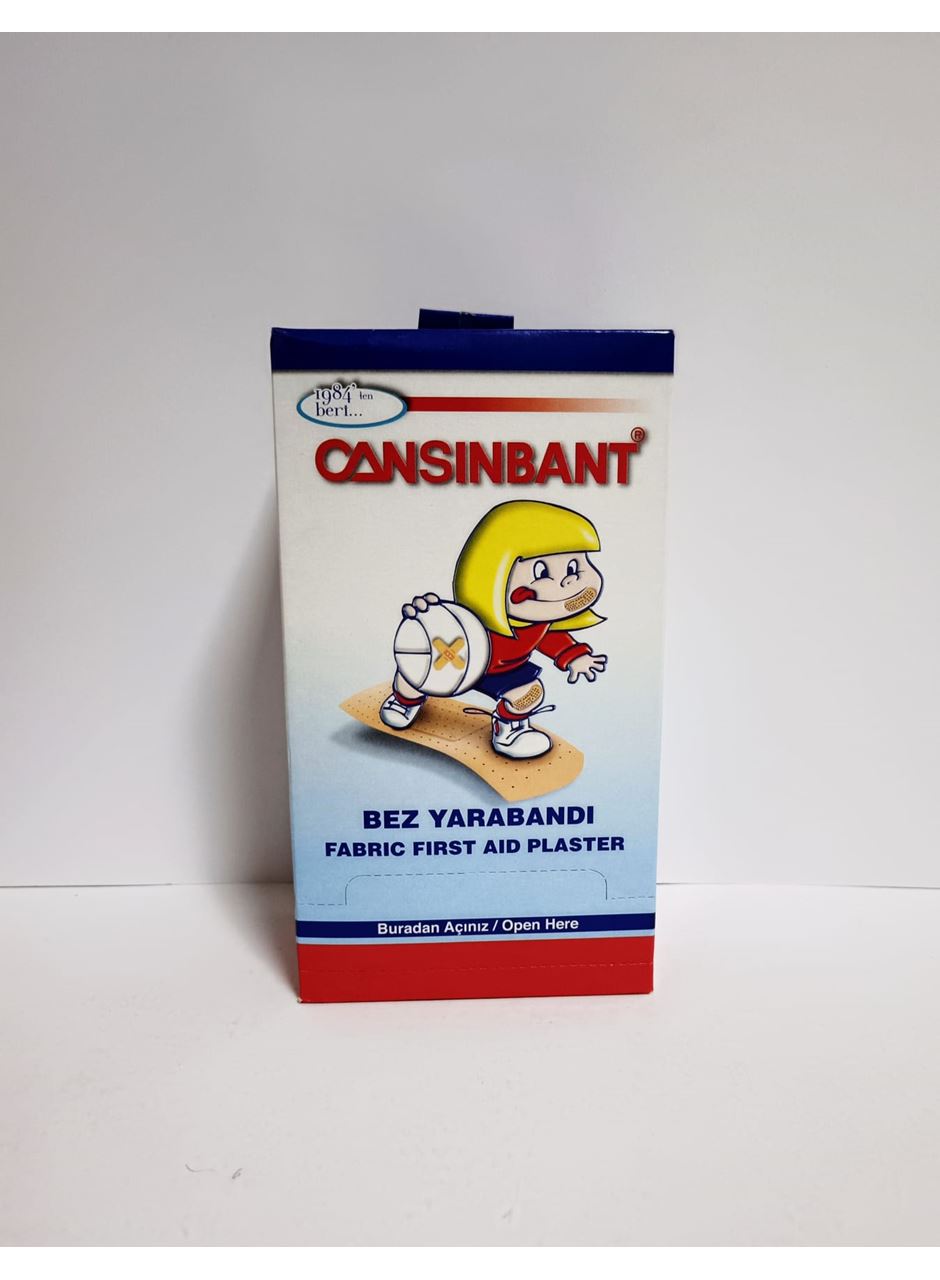 1984'ten
beri...
CANSINBANT®
BEZ YARABANDI
FABRIC FIRST AID PLASTER
Buradan Açınız / Open Here